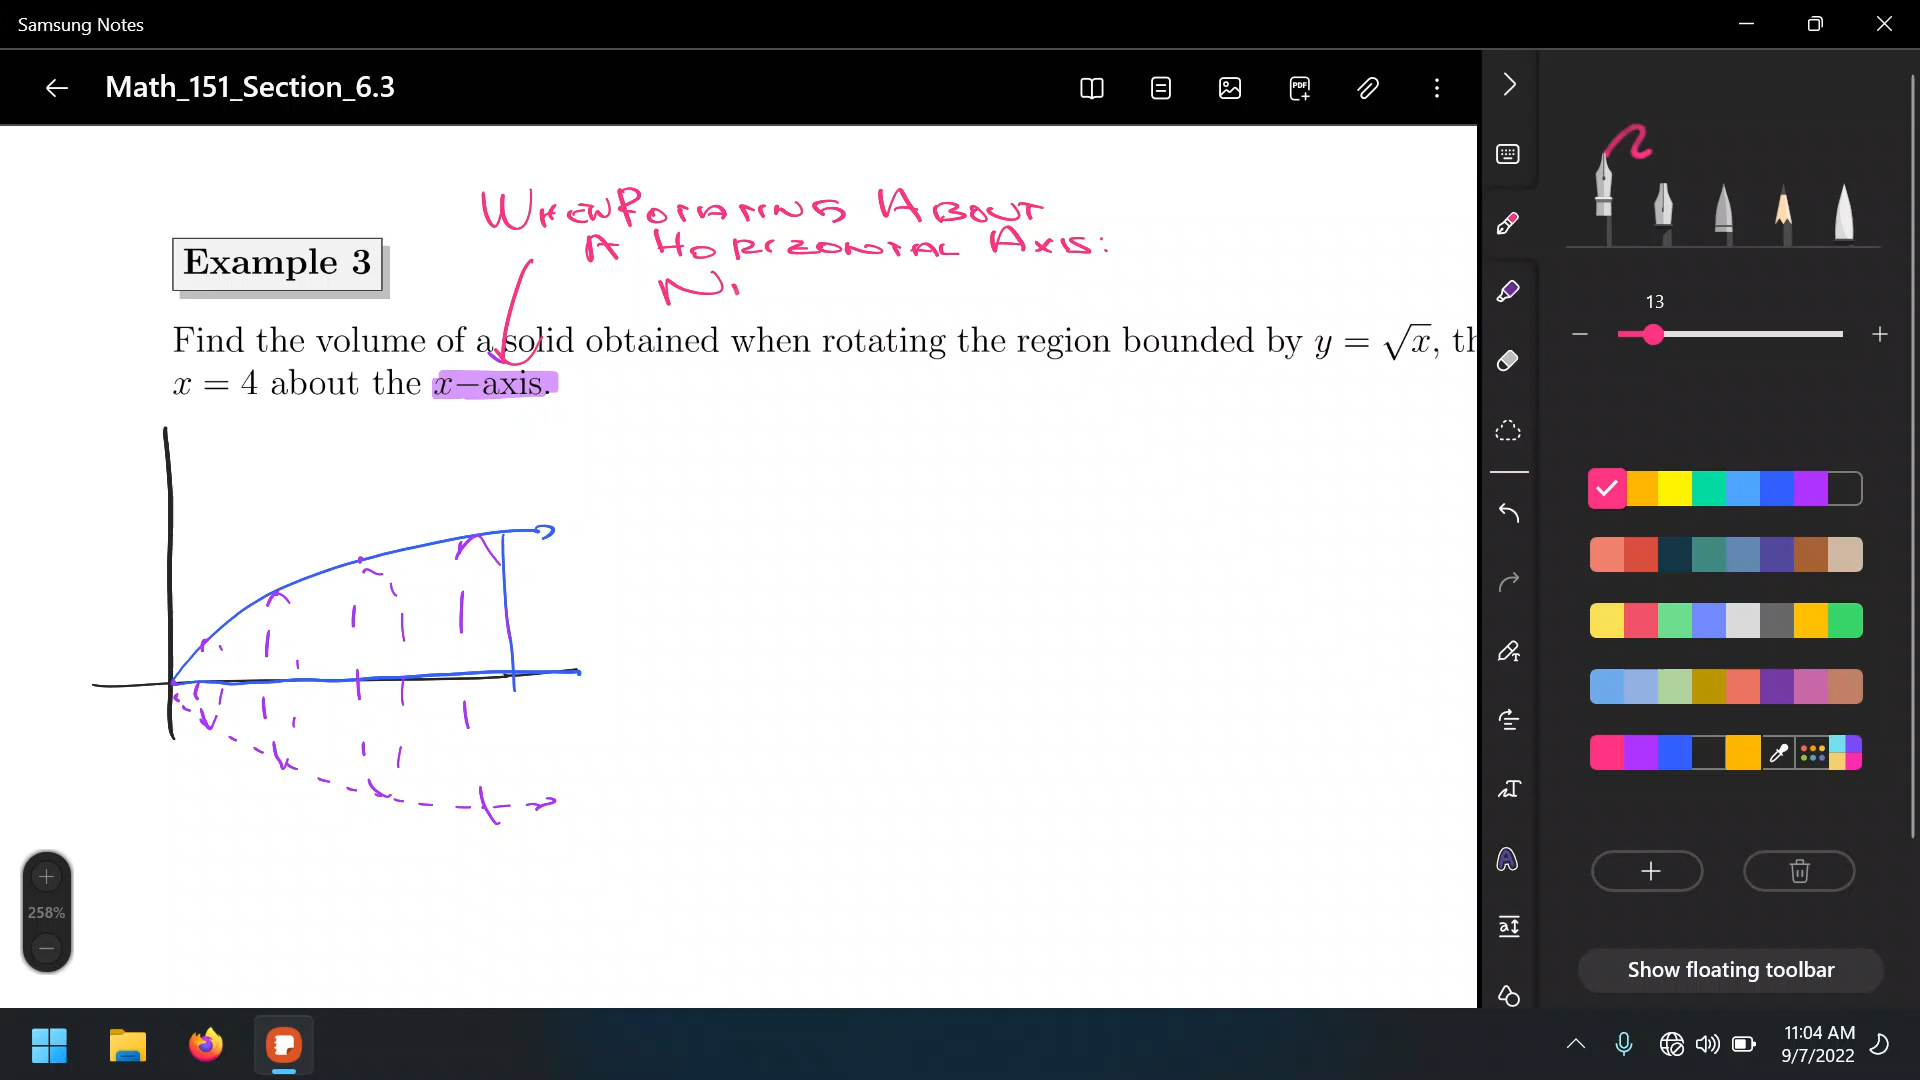 Samsung Notes
Math_151_Section_6.3
WHEN ROTATING ABOUT
A HORIZONTAL AXIS:
Example 3
Find the volume of a solid obtained when rotating the region bounded by y = √x, th
x = 4 about the x−axis.
13
258%
Show floating toolbar
11:04 AM
9/7/2022